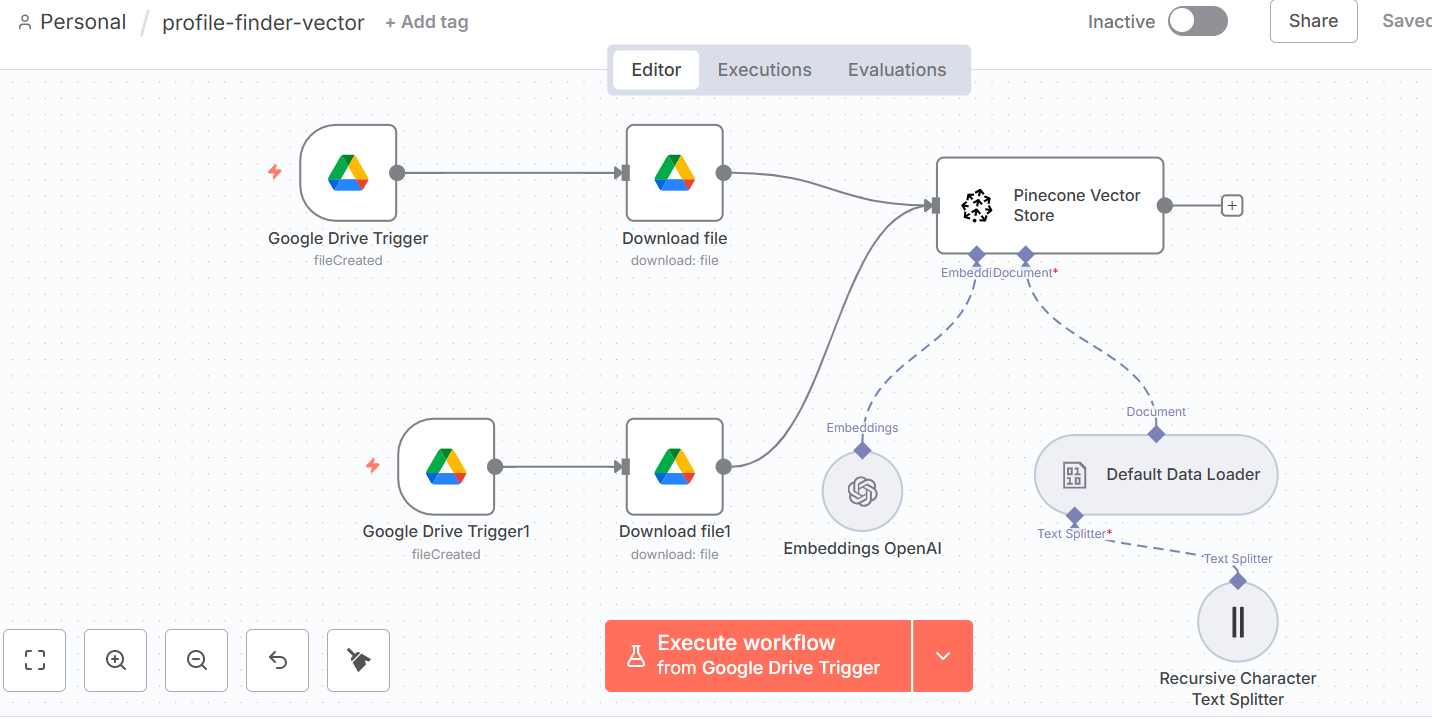 Personal / profile-finder-vector + Add tag
Inactive
Share
Saved
Editor
Executions
Evaluations
Google Drive Trigger
fileCreated
Download file
download: file
Pinecone Vector
Store
Embeddi
Document*
Google Drive Trigger1
fileCreated
Download file1
download: file
Embeddings
Embeddings OpenAI
Document
Default Data Loader
Text Splitter*
Text Splitter
Recursive Character
Text Splitter
Execute workflow
from Google Drive Trigger